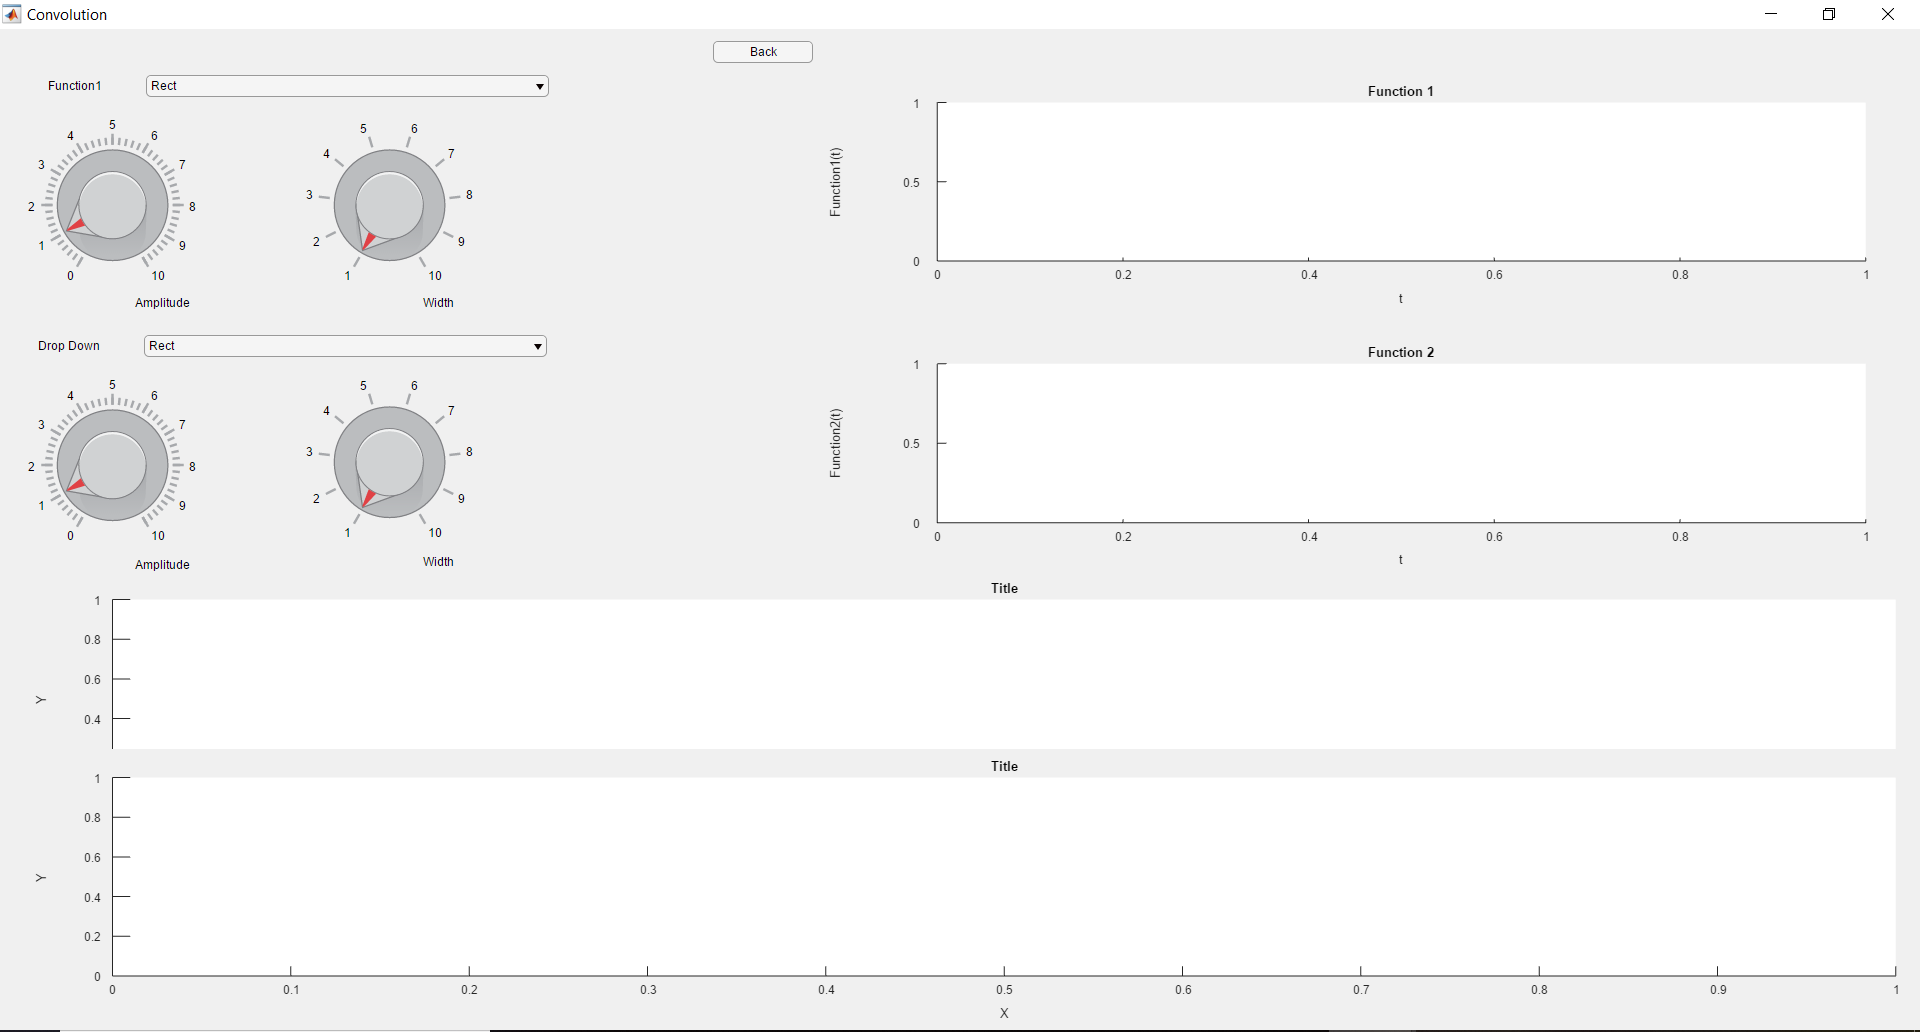 Convolution
Back
Function1 Rect
0 1 2 3 4 5 6 7 8 9 10
Amplitude
1 2 3 4 5 6 7 8 9 10
Width
Function 1
Function1(t)
1
0.5
0
0 0.2 0.4 0.6 0.8 1
t
Drop Down Rect
0 1 2 3 4 5 6 7 8 9 10
Amplitude
1 2 3 4 5 6 7 8 9 10
Width
Function 2
Function2(t)
1
0.5
0
0 0.2 0.4 0.6 0.8 1
t
Title
Y
1
0.8
0.6
0.4
Title
Y
1
0.8
0.6
0.4
0.2
0
0 0.1 0.2 0.3 0.4 0.5 0.6 0.7 0.8 0.9 1
X